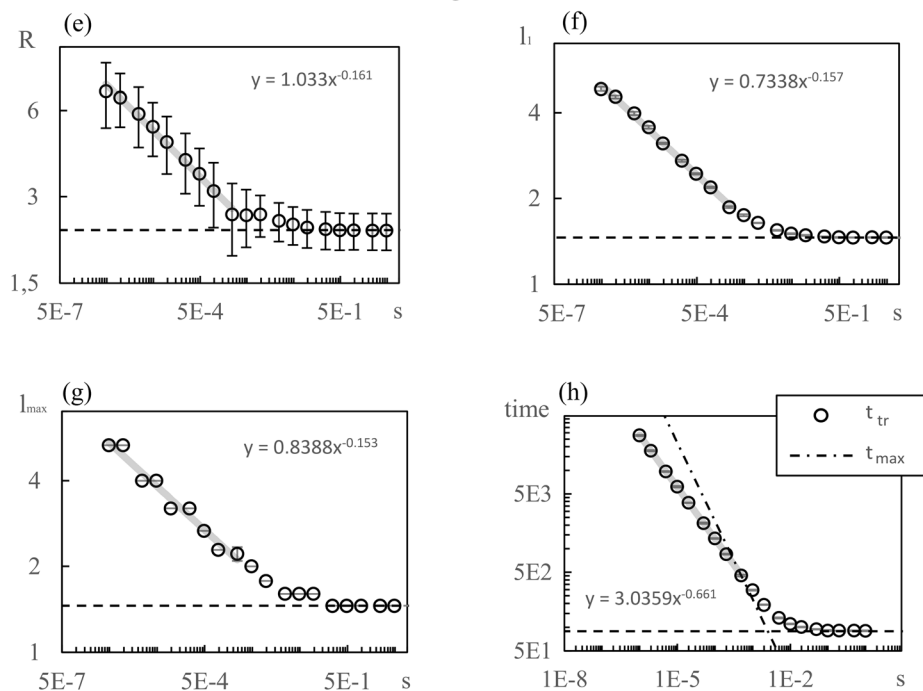 (e)
R
y = 1.033x^-0.161
6
3
1,5
5E-7 5E-4 5E-1 s
(f)
l₁
y = 0.7338x^-0.157
4
2
1
5E-7 5E-4 5E-1 s
(g)
lmax
y = 0.8388x^-0.153
4
2
1
5E-7 5E-4 5E-1 s
(h)
time
t tr
t max
5E3
5E2
y = 3.0359x^-0.661
5E1
1E-8 1E-5 1E-2 s